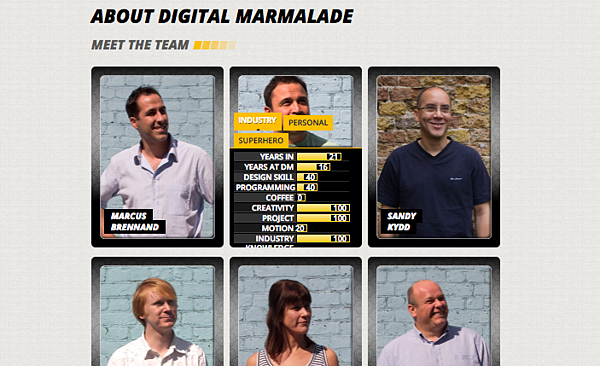 ABOUT DIGITAL MARMALADE
MEET THE TEAM
INDUSTRY PERSONAL
SUPERHERO
YEARS IN 21
YEARS AT DM 16
DESIGN SKILL 40
PROGRAMMING 40
COFFEE 0
CREATIVITY 100
PROJECT 100
MOTION 20
INDUSTRY 100
KNOWLEDGE
MARCUS
BRENNAND
SANDY
KYDD